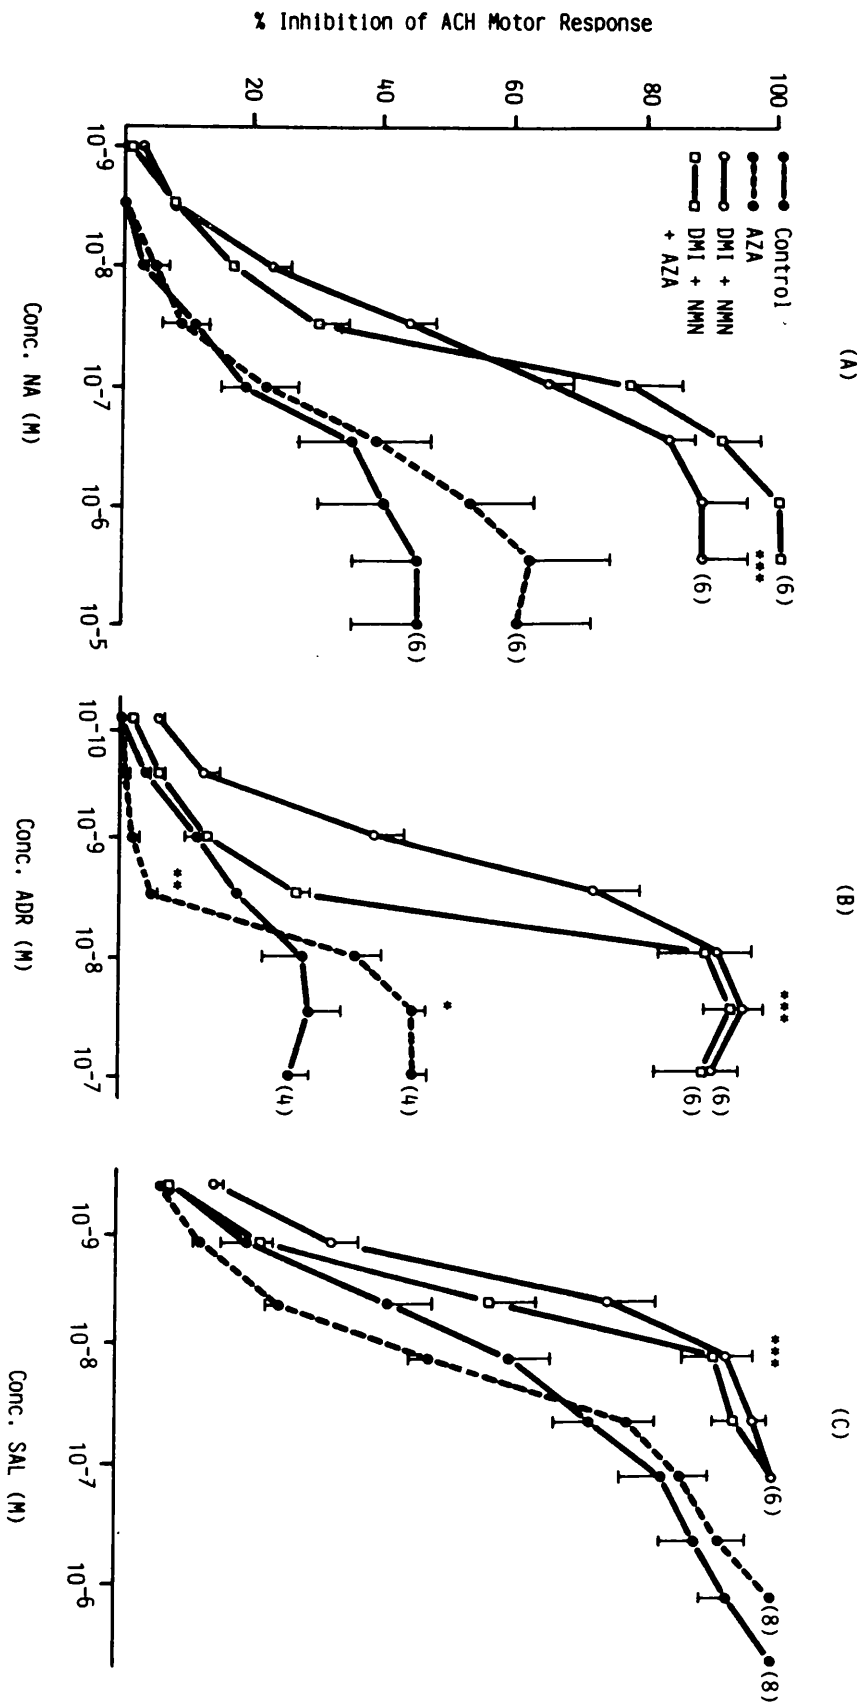 % Inhibition of ACH Motor Response
100
80
60
40
20
Control
AZA
DMI + NMN
DMI + NMN
+ AZA
(A)
***
(6)
(6)
(6)
(6)
10-9
10-8
10-7
10-6
10-5
Conc. NA (M)
(B)
***
(6)
(6)
*
(4)
(4)
**
10-10
10-9
10-8
10-7
Conc. ADR (M)
(C)
***
(6)
(8)
(8)
10-9
10-8
10-7
10-6
Conc. SAL (M)